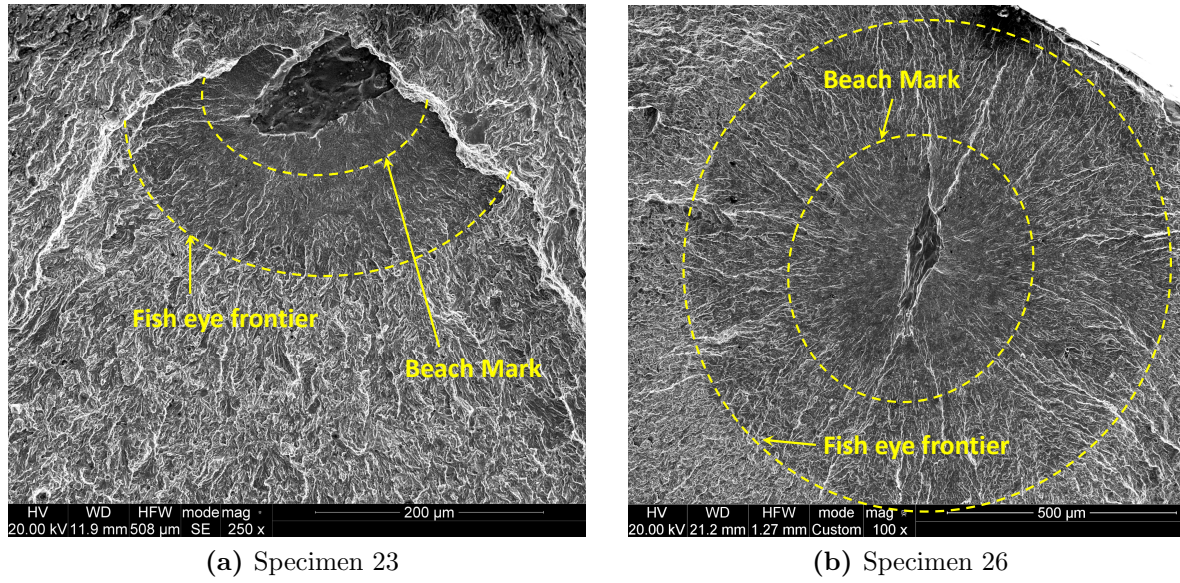 Beach Mark
Fish eye frontier
Beach Mark
HV WD HFW mode mag 200 µm
20.00 kV 11.9 mm 508 µm SE 250 x
(a) Specimen 23
Beach Mark
Fish eye frontier
HV WD HFW mode mag 500 µm
20.00 kV 21.2 mm 1.27 mm Custom 100 x
(b) Specimen 26